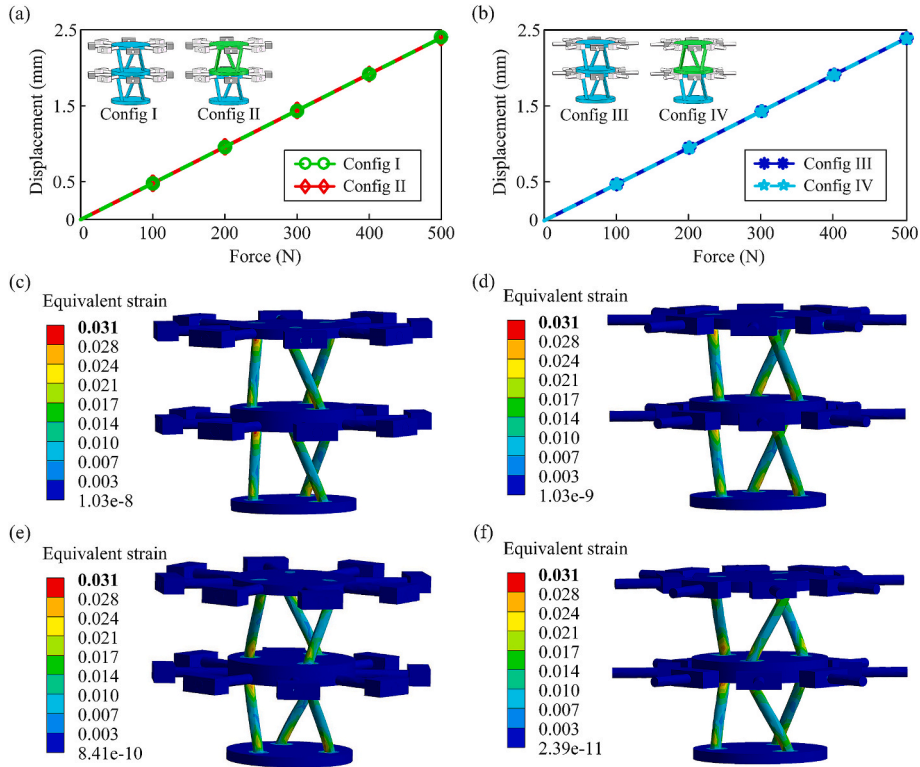 (a)
2.5
1.5
0.5
0
Displacement (mm)
Config I
Config II
Config I
Config II
0
100
200
300
400
500
Force (N)
(b)
2.5
1.5
0.5
0
Displacement (mm)
Config III
Config IV
Config III
Config IV
0
100
200
300
400
500
Force (N)
(c)
Equivalent strain
0.031
0.028
0.024
0.021
0.017
0.014
0.010
0.007
0.003
1.03e-8
(d)
Equivalent strain
0.031
0.028
0.024
0.021
0.017
0.014
0.010
0.007
0.003
1.03e-9
(e)
Equivalent strain
0.031
0.028
0.024
0.021
0.017
0.014
0.010
0.007
0.003
8.41e-10
(f)
Equivalent strain
0.031
0.028
0.024
0.021
0.017
0.014
0.010
0.007
0.003
2.39e-11